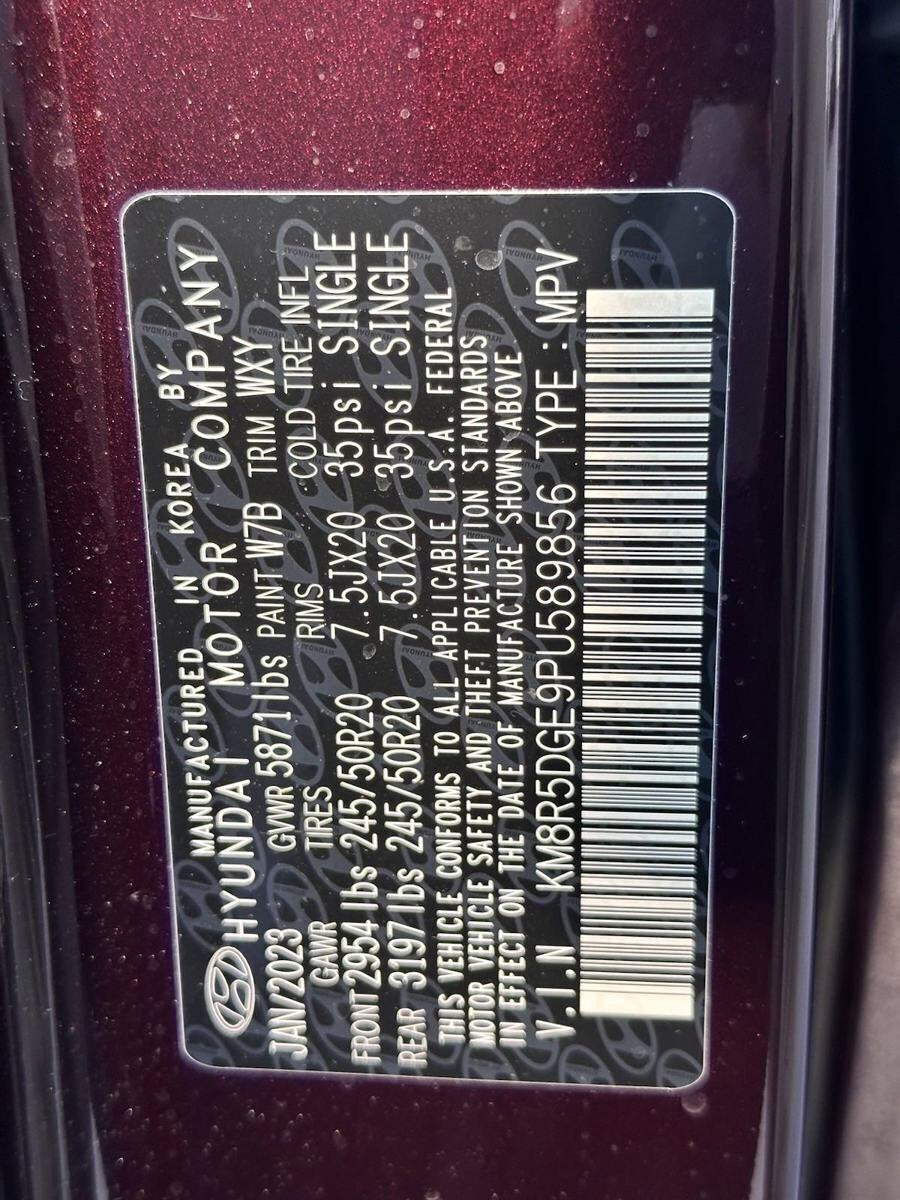 MANUFACTURED IN KOREA BY
HYUNDAI MOTOR COMPANY
JAN/2023 GVWR 5871lbs PAINT W7B TRIM WXY
GAWR TIRES RIMS COLD TIRE INFL
FRONT 2954lbs 245/50R20 7.5JX20 35psi SINGLE
REAR 3197lbs 245/50R20 7.5JX20 35psi SINGLE
THIS VEHICLE CONFORMS TO ALL APPLICABLE U.S.A. FEDERAL
MOTOR VEHICLE SAFETY AND THEFT PREVENTION STANDARDS
IN EFFECT ON THE DATE OF MANUFACTURE SHOWN ABOVE
V.I.N KM8R5DGE9PU589856 TYPE : MPV